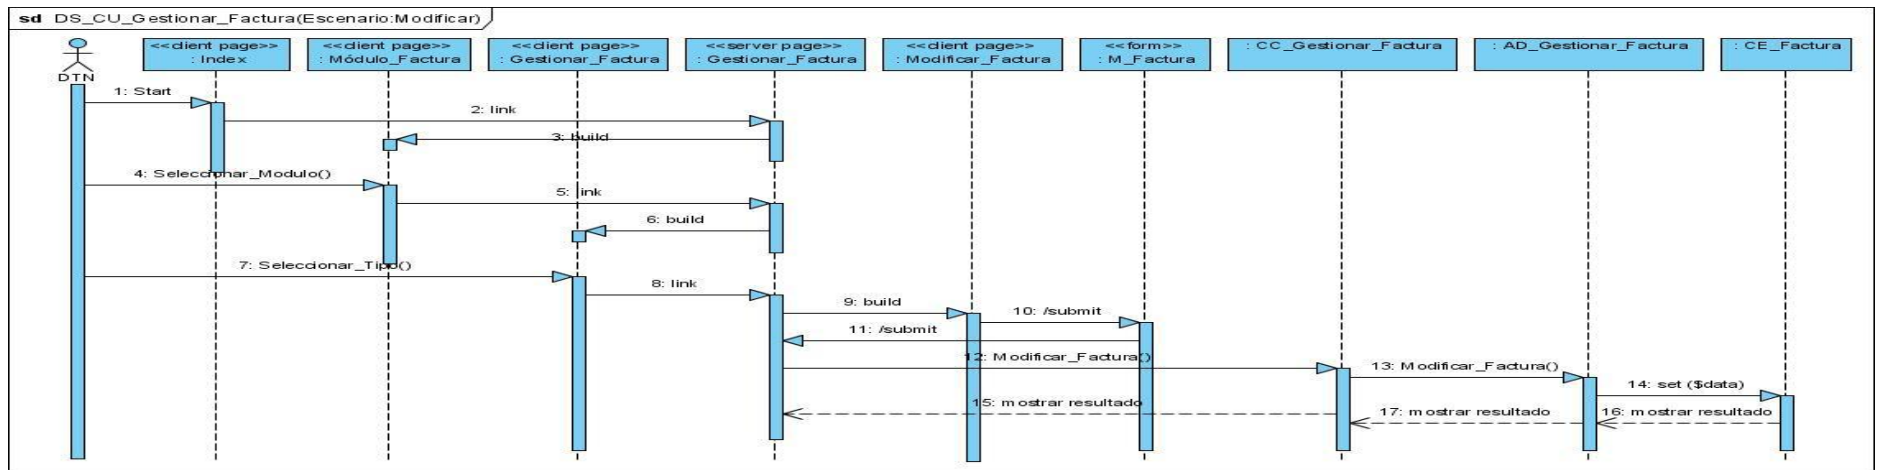 sd DS_CU_Gestionar_Factura(Escenario:Modificar)
DTN
<<client page>>
: Index
<<client page>>
: Módulo_Factura
<<client page>>
: Gestionar_Factura
<<server page>>
: Gestionar_Factura
<<client page>>
: Modificar_Factura
<<form>>
: M_Factura
: CC_Gestionar_Factura
: AD_Gestionar_Factura
: CE_Factura
1: Start
2: link
3: build
4: Seleccionar_Modulo()
5: link
6: build
7: Seleccionar_Tipo()
8: link
9: build
10: /submit
11: /submit
12: Modificar_Factura()
13: Modificar_Factura()
14: set ($data)
15: mostrar resultado
17: mostrar resultado
16: mostrar resultado